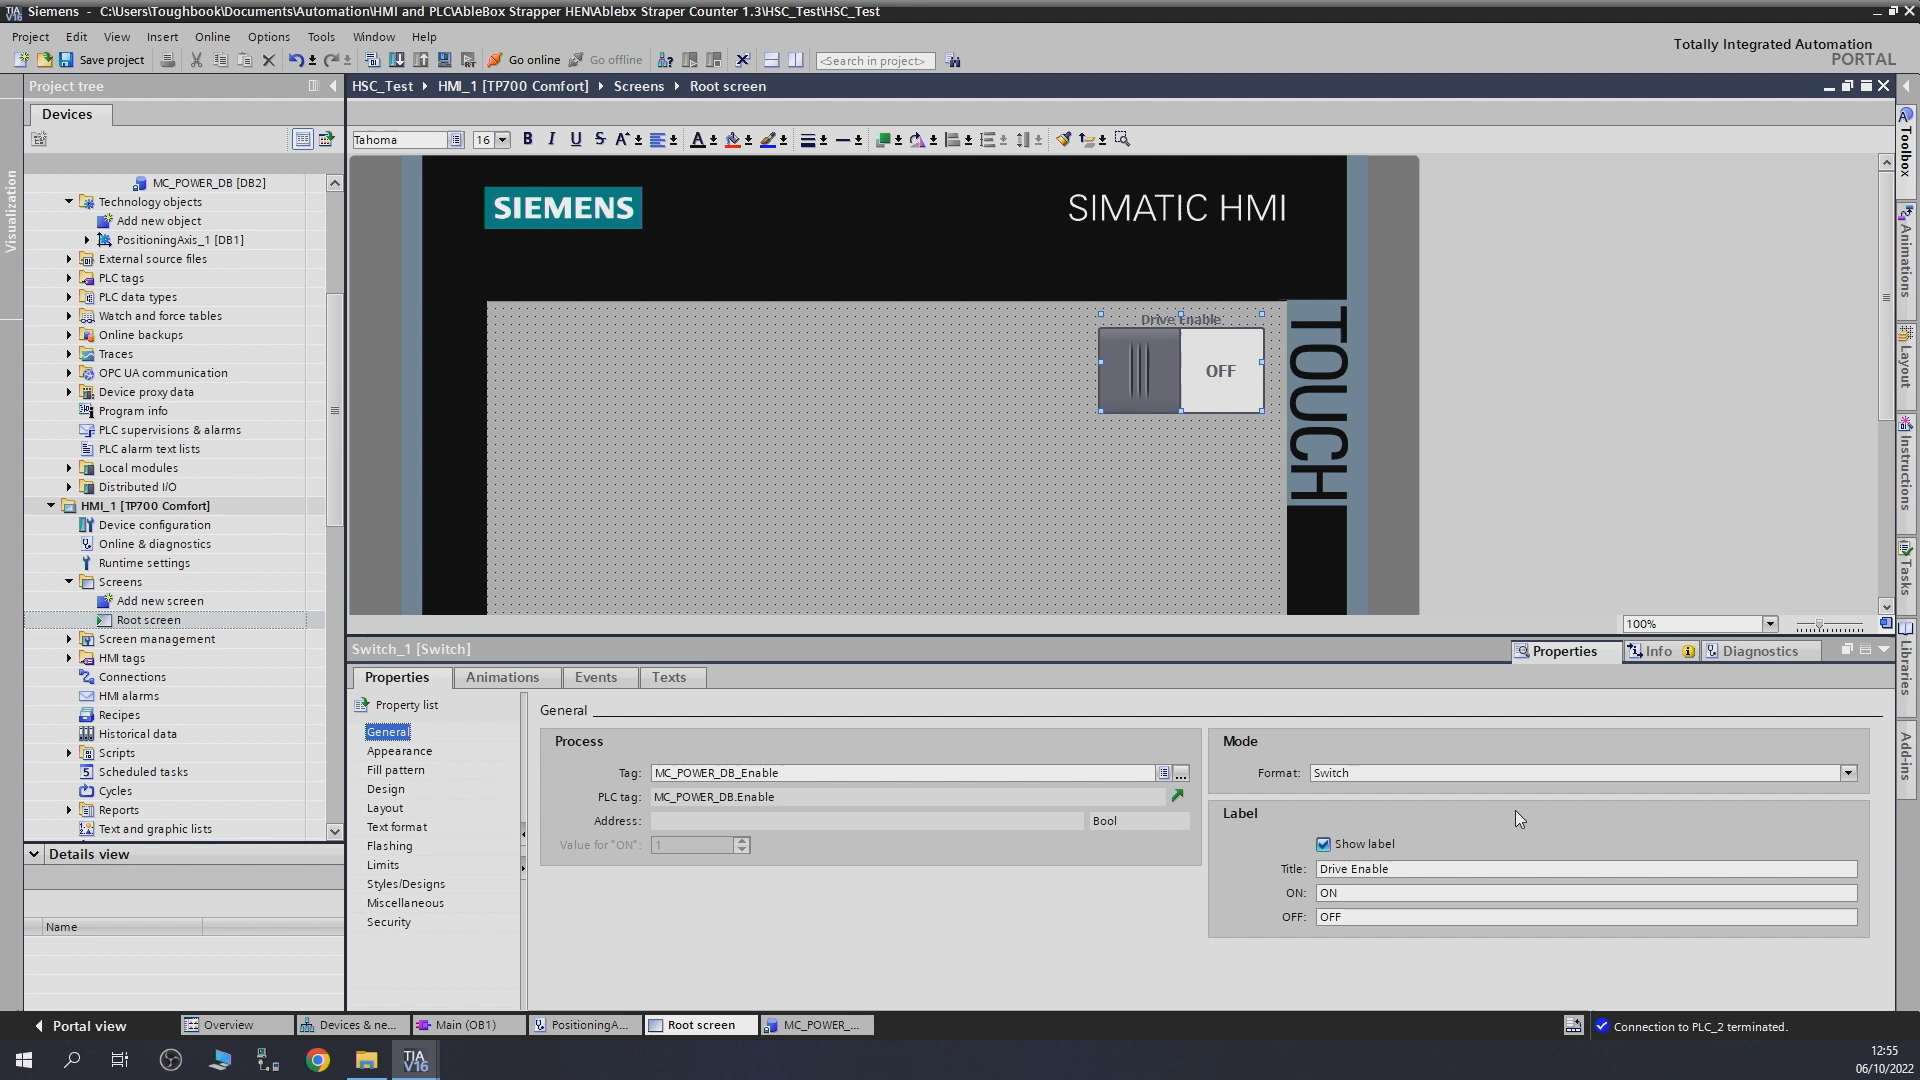 Siemens - C:\Users\Toughbook\Documents\Automation\HMI and PLC\AbleBox Strapper HEN\Ablebx Straper Counter 1.3\HSC_Test\HSC_Test
Project Edit View Insert Online Options Tools Window Help
Totally Integrated Automation
PORTAL
Save project
Go online
Go offline
<Search in project>
Project tree
HSC_Test HMI_1 [TP700 Comfort] Screens Root screen
Devices
Tahoma 16 B I U S A A
Visualization
MC_POWER_DB [DB2]
Technology objects
Add new object
PositioningAxis_1 [DB1]
External source files
PLC tags
PLC data types
Watch and force tables
Online backups
Traces
OPC UA communication
Device proxy data
Program info
PLC supervisions & alarms
PLC alarm text lists
Local modules
Distributed I/O
HMI_1 [TP700 Comfort]
Device configuration
Online & diagnostics
Runtime settings
Screens
Add new screen
Root screen
Screen management
HMI tags
Connections
HMI alarms
Recipes
Historical data
Scripts
Scheduled tasks
Cycles
Reports
Text and graphic lists
Details view
Name
SIEMENS
SIMATIC HMI
Drive Enable
OFF
TOUCH
100%
Toolbox
Animations
Layout
Instructions
Tasks
Libraries
Add-ins
Switch_1 [Switch]
Properties Info Diagnostics
Properties Animations Events Texts
Property list
General
Appearance
Fill pattern
Design
Layout
Text format
Flashing
Limits
Styles/Designs
Miscellaneous
Security
General
Process
Tag: MC_POWER_DB_Enable
PLC tag: MC_POWER_DB.Enable
Address: Bool
Value for "ON": 1
Mode
Format: Switch
Label
Show label
Title: Drive Enable
ON: ON
OFF: OFF
Portal view
Overview
Devices & ne...
Main (OB1)
PositioningA...
Root screen
MC_POWER_...
Connection to PLC_2 terminated.
TIA
V16
12:55
06/10/2022